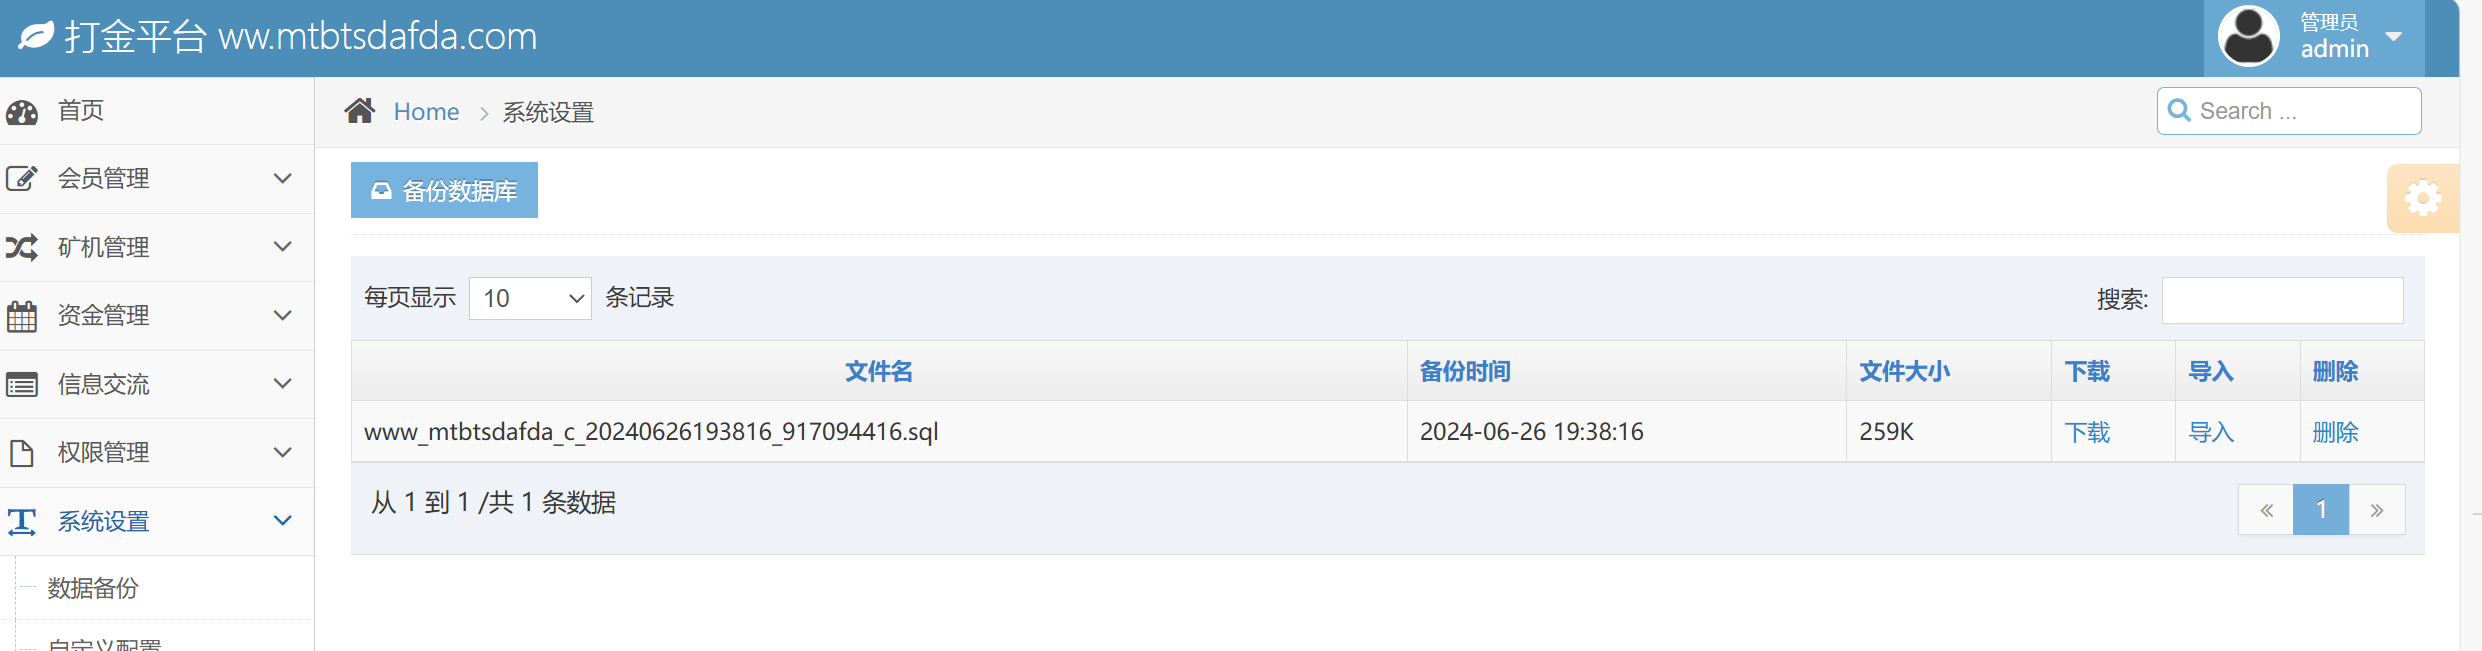 打金平台 ww.mtbtsdafda.com
管理员
admin
首页
会员管理
矿机管理
资金管理
信息交流
权限管理
系统设置
数据备份
自定义配置
Home > 系统设置
Search ...
备份数据库
每页显示 10 条记录
搜索:
文件名 备份时间 文件大小 下载 导入 删除
www_mtbtsdafda_c_20240626193816_917094416.sql 2024-06-26 19:38:16 259K 下载 导入 删除
从 1 到 1 /共 1 条数据
« 1 »